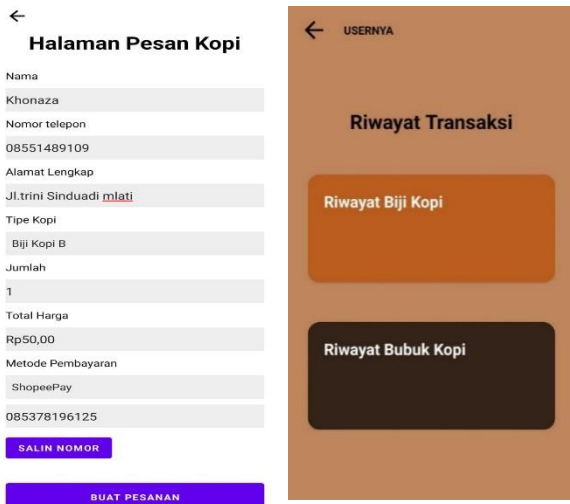 Halaman Pesan Kopi
Nama
Khonaza
Nomor telepon
08551489109
Alamat Lengkap
Jl.trini Sinduadi mlati
Tipe Kopi
Biji Kopi B
Jumlah
1
Total Harga
Rp50,00
Metode Pembayaran
ShopeePay
085378196125
SALIN NOMOR
BUAT PESANAN
USERNYA
Riwayat Transaksi
Riwayat Biji Kopi
Riwayat Bubuk Kopi